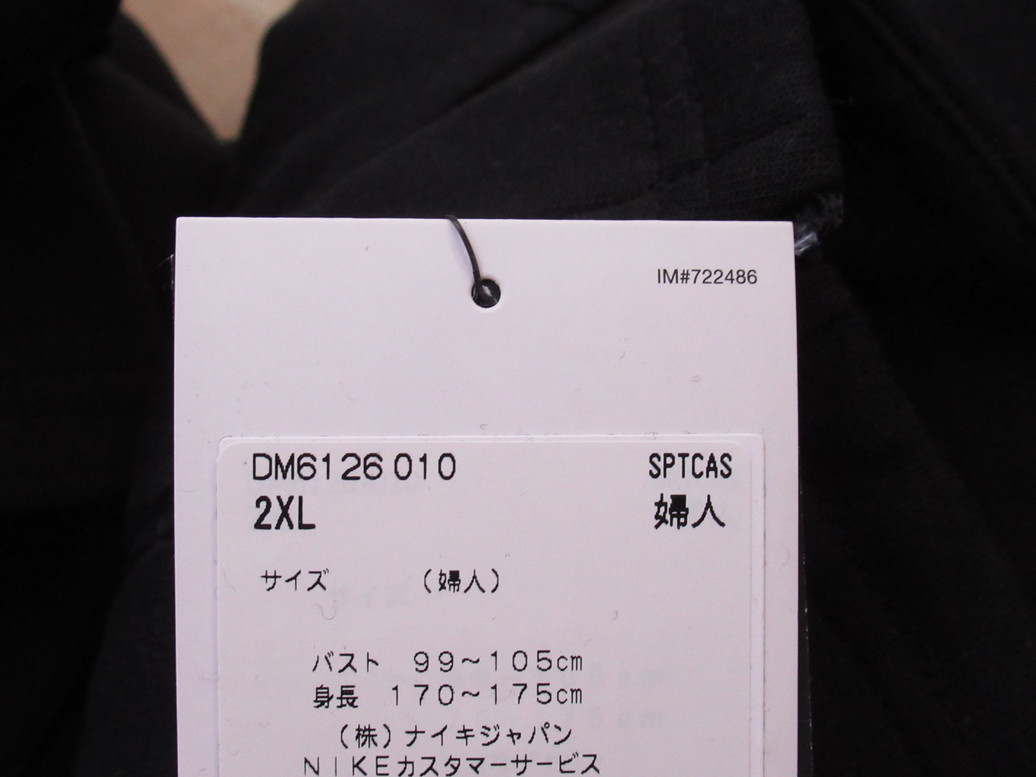 IM#722486
DM6126 010 SPTCAS
2XL 婦人
サイズ （婦人）
バスト 99～105cm
身長 170～175cm
（株）ナイキジャパン
NIKEカスタマーサービス